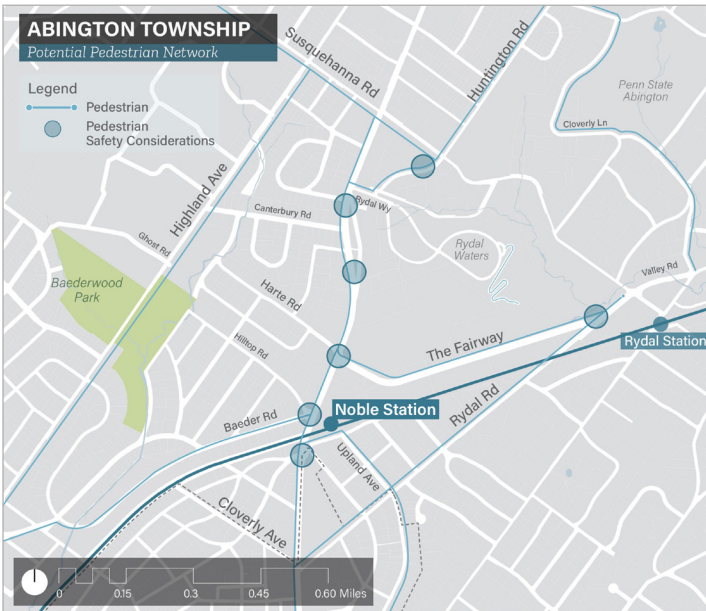 ABINGTON TOWNSHIP
Potential Pedestrian Network
Legend
Pedestrian
Pedestrian
Safety Considerations
Susquehanna Rd
Huntington Rd
Penn State
Abington
Cloverly Ln
Highland Ave
Rydal Wy
Canterbury Rd
Ghost Rd
Rydal
Waters
Valley Rd
Baederwood
Park
Harte Rd
Hilltop Rd
The Fairway
Rydal Station
Baeder Rd
Noble Station
Rydal Rd
Upland Ave
Cloverly Ave
0 0.15 0.3 0.45 0.60 Miles